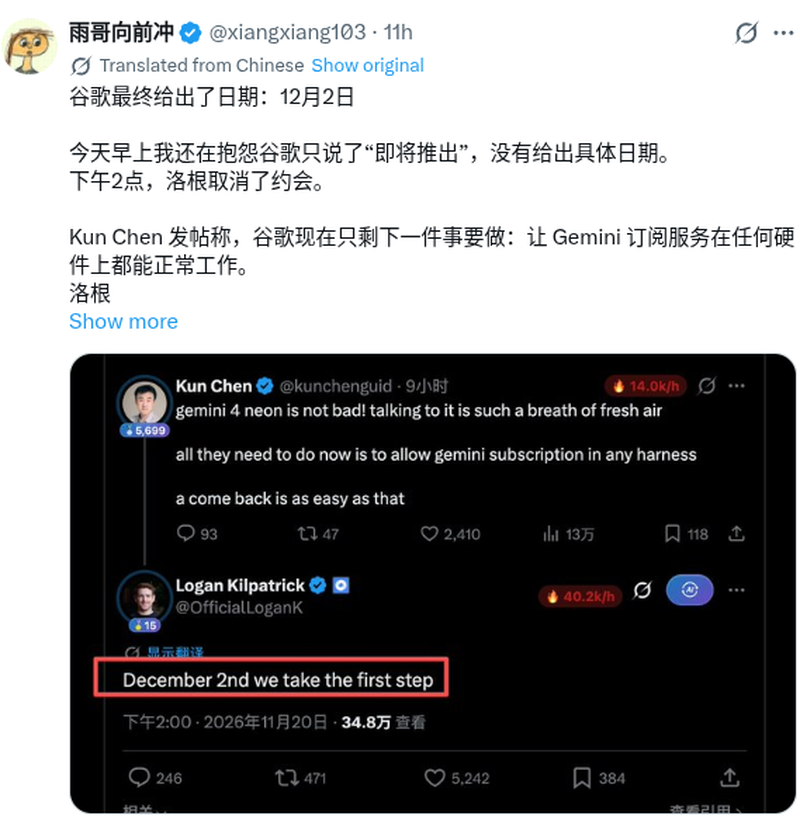 雨哥向前冲 @xiangxiang103 · 11h
Translated from Chinese Show original
谷歌最终给出了日期：12月2日
今天早上我还在抱怨谷歌只说了“即将推出”，没有给出具体日期。
下午2点，洛根取消了约会。
Kun Chen 发帖称，谷歌现在只剩下一件事要做：让 Gemini 订阅服务在任何硬
件上都能正常工作。
洛根
Show more
Kun Chen @kunchenguid · 9小时 14.0k/h
5,699
gemini 4 neon is not bad! talking to it is such a breath of fresh air
all they need to do now is to allow gemini subscription in any harness
a come back is as easy as that
93 47 2,410 13万 118
Logan Kilpatrick
@OfficialLoganK 40.2k/h
AI
15
显示翻译
December 2nd we take the first step
下午2:00 · 2026年11月20日 · 34.8万 查看
246 471 5,242 384
相关 查看引用